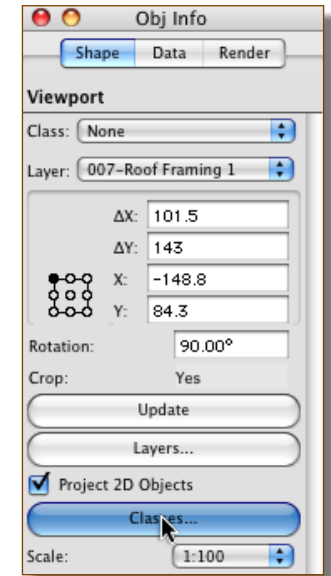 Obj Info
Shape Data Render
Viewport
Class: None
Layer: 007-Roof Framing 1
ΔX: 101.5
ΔY: 143
X: -148.8
Y: 84.3
Rotation: 90.00°
Crop: Yes
Update
Layers...
Project 2D Objects
Classes...
Scale: 1:100